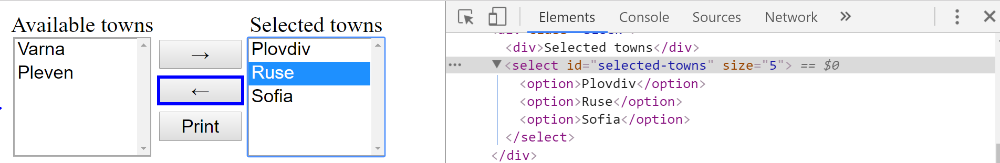 Available towns
Varna
Pleven
→
←
Print
Selected towns
Plovdiv
Ruse
Sofia
Elements Console Sources Network »
<div>Selected towns</div>
▼<select id="selected-towns" size="5"> == $0
<option>Plovdiv</option>
<option>Ruse</option>
<option>Sofia</option>
</select>
</div>